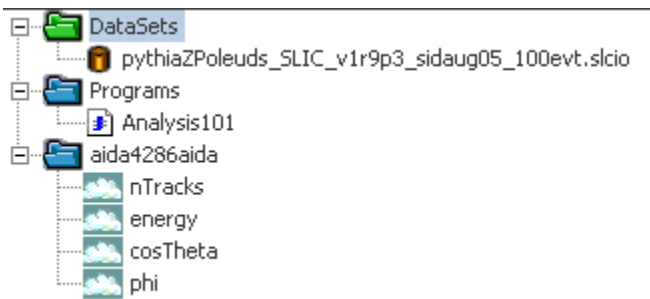 DataSets
pythiaZPoleuds_SLIC_v1r9p3_sidaug05_100evt.slcio
Programs
Analysis101
aida4286aida
nTracks
energy
cosTheta
phi